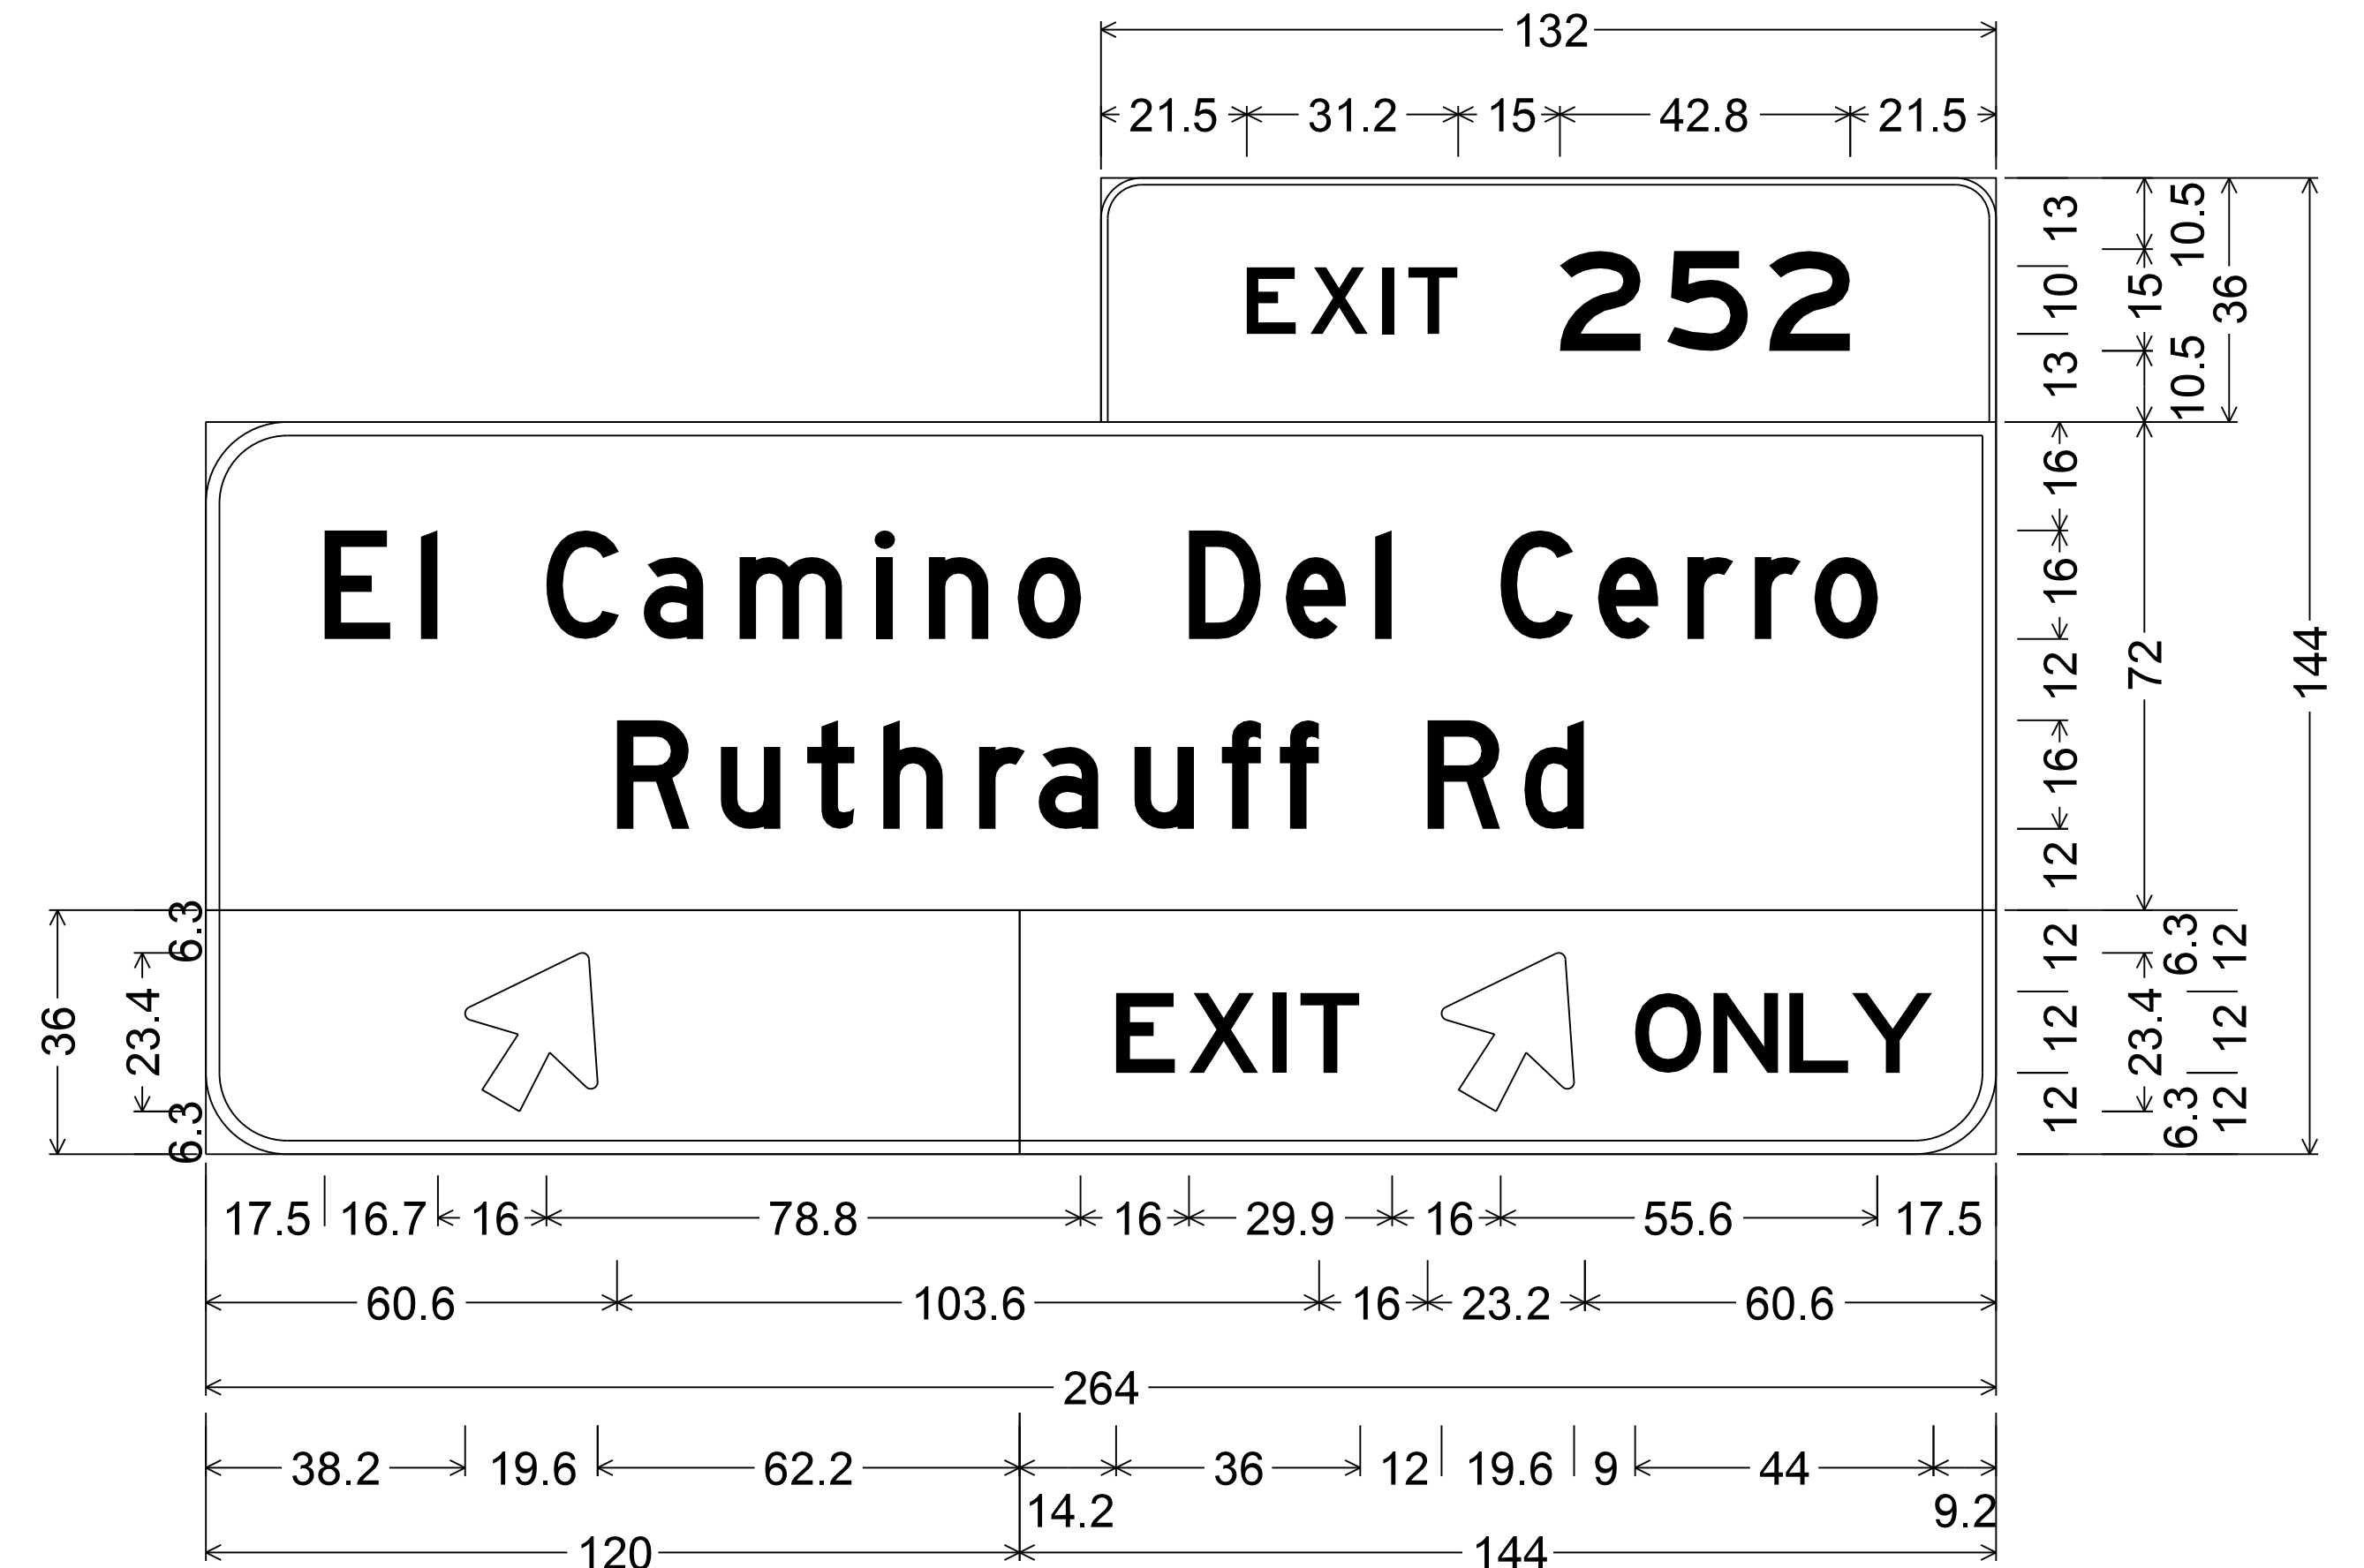 132
21.5 31.2 15 42.8 21.5
EXIT 252
13 10 13
10.5 15 10.5
36
144
El Camino Del Cerro
Ruthrauff Rd
16 16 12 16 12
72
EXIT ONLY
36
6.3 23.4 6.3
12 12 12
6.3 23.4 6.3
12 12 12
17.5 16.7 16 78.8 16 29.9 16 55.6 17.5
60.6 103.6 16 23.2 60.6
264
38.2 19.6 62.2 14.2 36 12 19.6 9 44 9.2
120 144